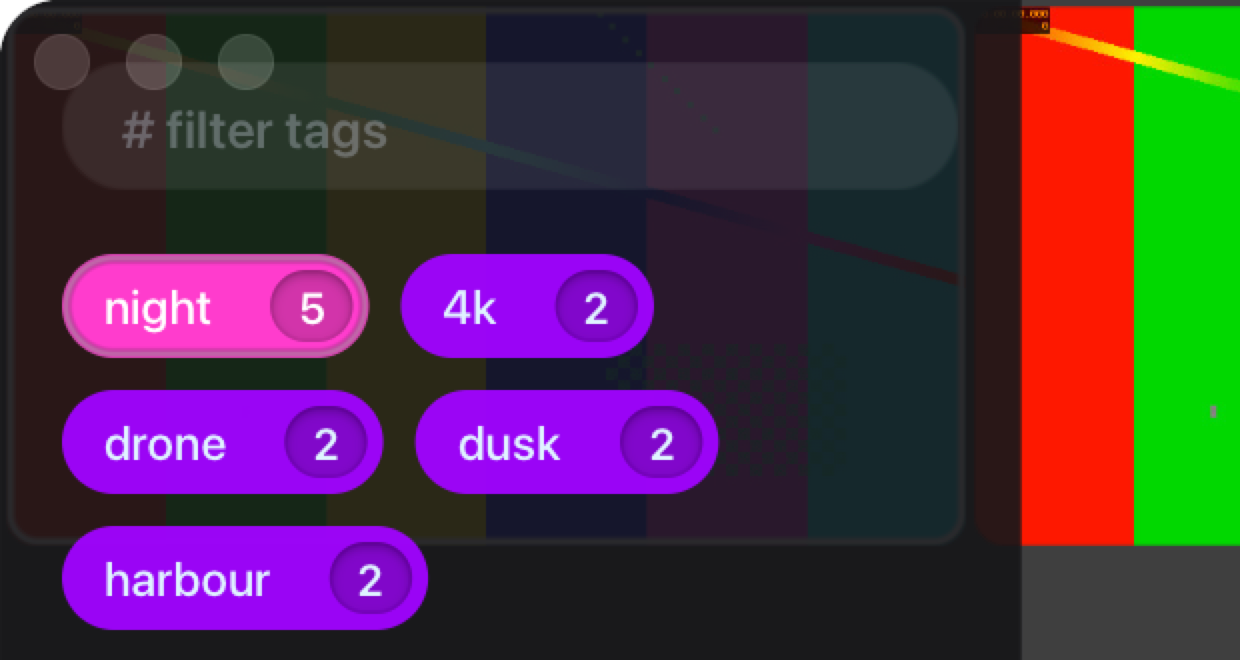 # filter tags
night 5
4k 2
drone 2
dusk 2
harbour 2